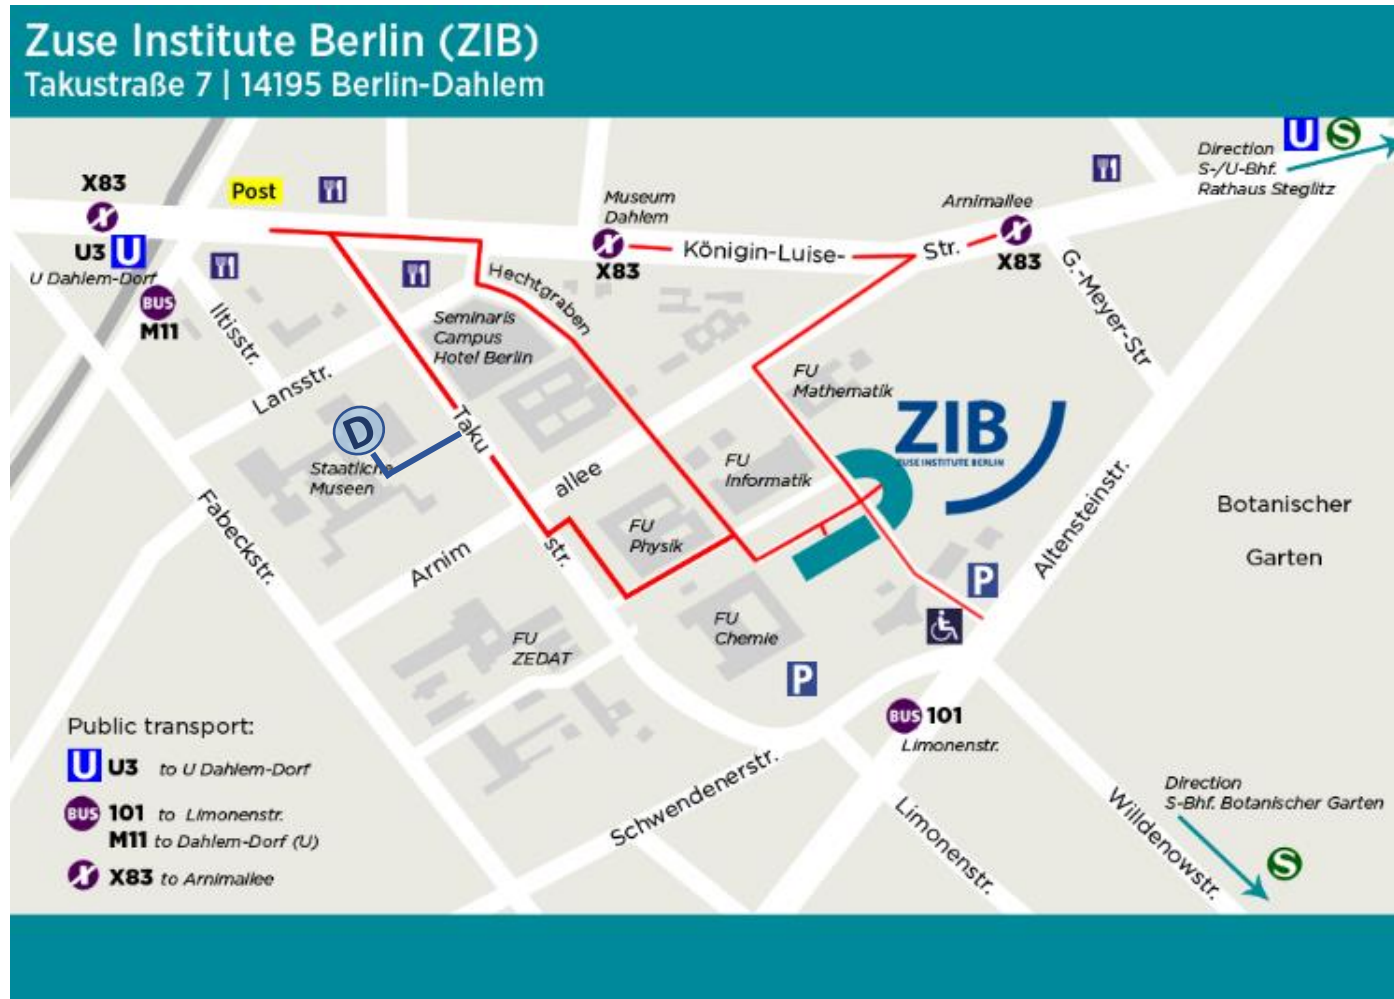 Zuse Institute Berlin (ZIB)
Takustraße 7 | 14195 Berlin-Dahlem
U S
Direction
S-/U-Bhf.
Rathaus Steglitz
X83
Post
Museum
Dahlem
Arnimallee
X
U3 U
U Dahlem-Dorf
X
X83
Königin-Luise-
Str.
X
X83
BUS
M11
Iltisstr.
Hechtgraben
G.-Meyer-Str
Seminaris
Campus
Hotel Berlin
Lansstr.
FU
Mathematik
D
Taku
ZIB
ZUSE INSTITUTE BERLIN
Staatliche
Museen
allee
FU
Informatik
Fabeckstr.
FU
Physik
str.
Arnim
Altensteinstr.
Botanischer
Garten
P
FU
ZEDAT
FU
Chemie
P
BUS 101
Limonenstr.
Schwendenerstr.
Limonenstr.
Willdenowstr.
Direction
S-Bhf. Botanischer Garten
S
Public transport:
U U3 to U Dahlem-Dorf
BUS 101 to Limonenstr.
M11 to Dahlem-Dorf (U)
X X83 to Arnimallee